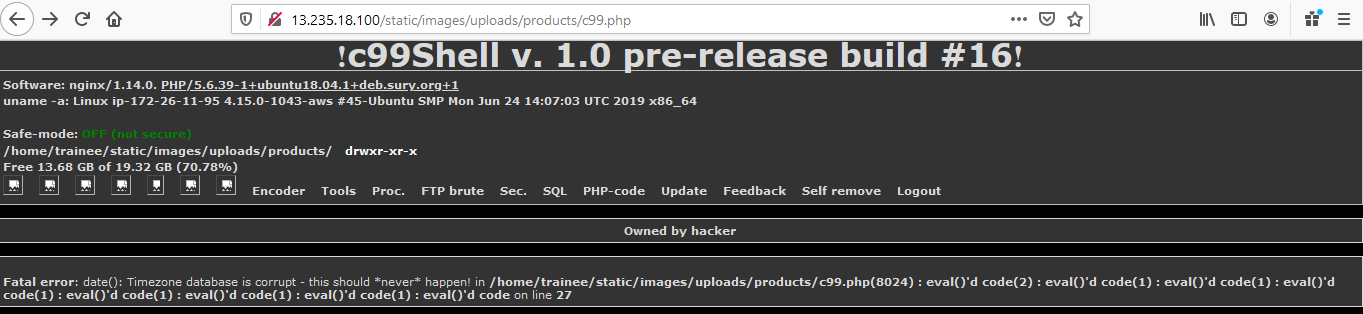 13.235.18.100/static/images/uploads/products/c99.php
!c99Shell v. 1.0 pre-release build #16!
Software: nginx/1.14.0. PHP/5.6.39-1+ubuntu18.04.1+deb.sury.org+1
uname -a: Linux ip-172-26-11-95 4.15.0-1043-aws #45-Ubuntu SMP Mon Jun 24 14:07:03 UTC 2019 x86_64
Safe-mode: OFF (not secure)
/home/trainee/static/images/uploads/products/ drwxr-xr-x
Free 13.68 GB of 19.32 GB (70.78%)
Encoder Tools Proc. FTP brute Sec. SQL PHP-code Update Feedback Self remove Logout
Owned by hacker
Fatal error: date(): Timezone database is corrupt - this should *never* happen! in /home/trainee/static/images/uploads/products/c99.php(8024) : eval()'d code(2) : eval()'d code(1) : eval()'d code(1) : eval()'d
code(1) : eval()'d code(1) : eval()'d code(1) : eval()'d code(1) : eval()'d code on line 27